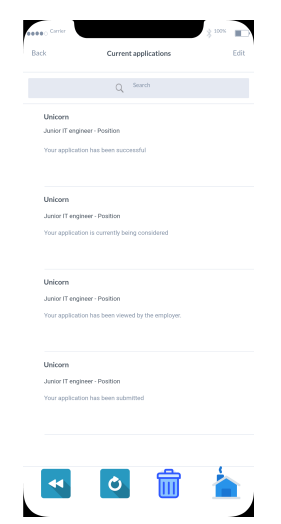 Carrier
100%
Back
Current applications
Edit
Search
Unicorn
Junior IT engineer - Position
Your application has been successful
Unicorn
Junior IT engineer - Position
Your application is currently being considered
Unicorn
Junior IT engineer - Position
Your application has been viewed by the employer.
Unicorn
Junior IT engineer - Position
Your application has been submitted